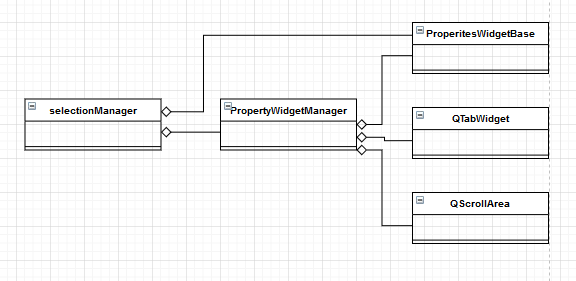 ProperitesWidgetBase
selectionManager
PropertyWidgetManager
QTabWidget
QScrollArea